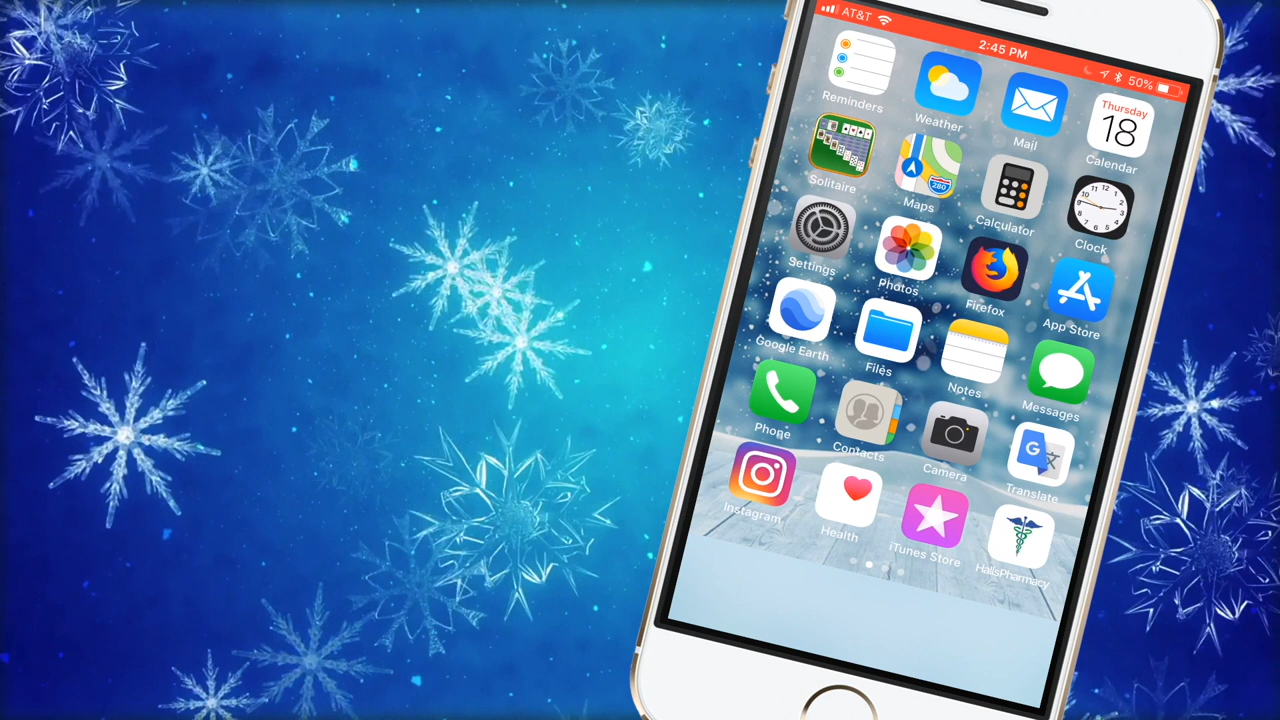 AT&T
2:45 PM
50%
Reminders
Weather
Mail
Thursday
18
Calendar
Solitaire
Maps
280
Calculator
Clock
Settings
Photos
Firefox
App Store
Google Earth
Files
Notes
Messages
Phone
Contacts
Camera
G
Translate
Instagram
Health
iTunes Store
HallsPharmacy